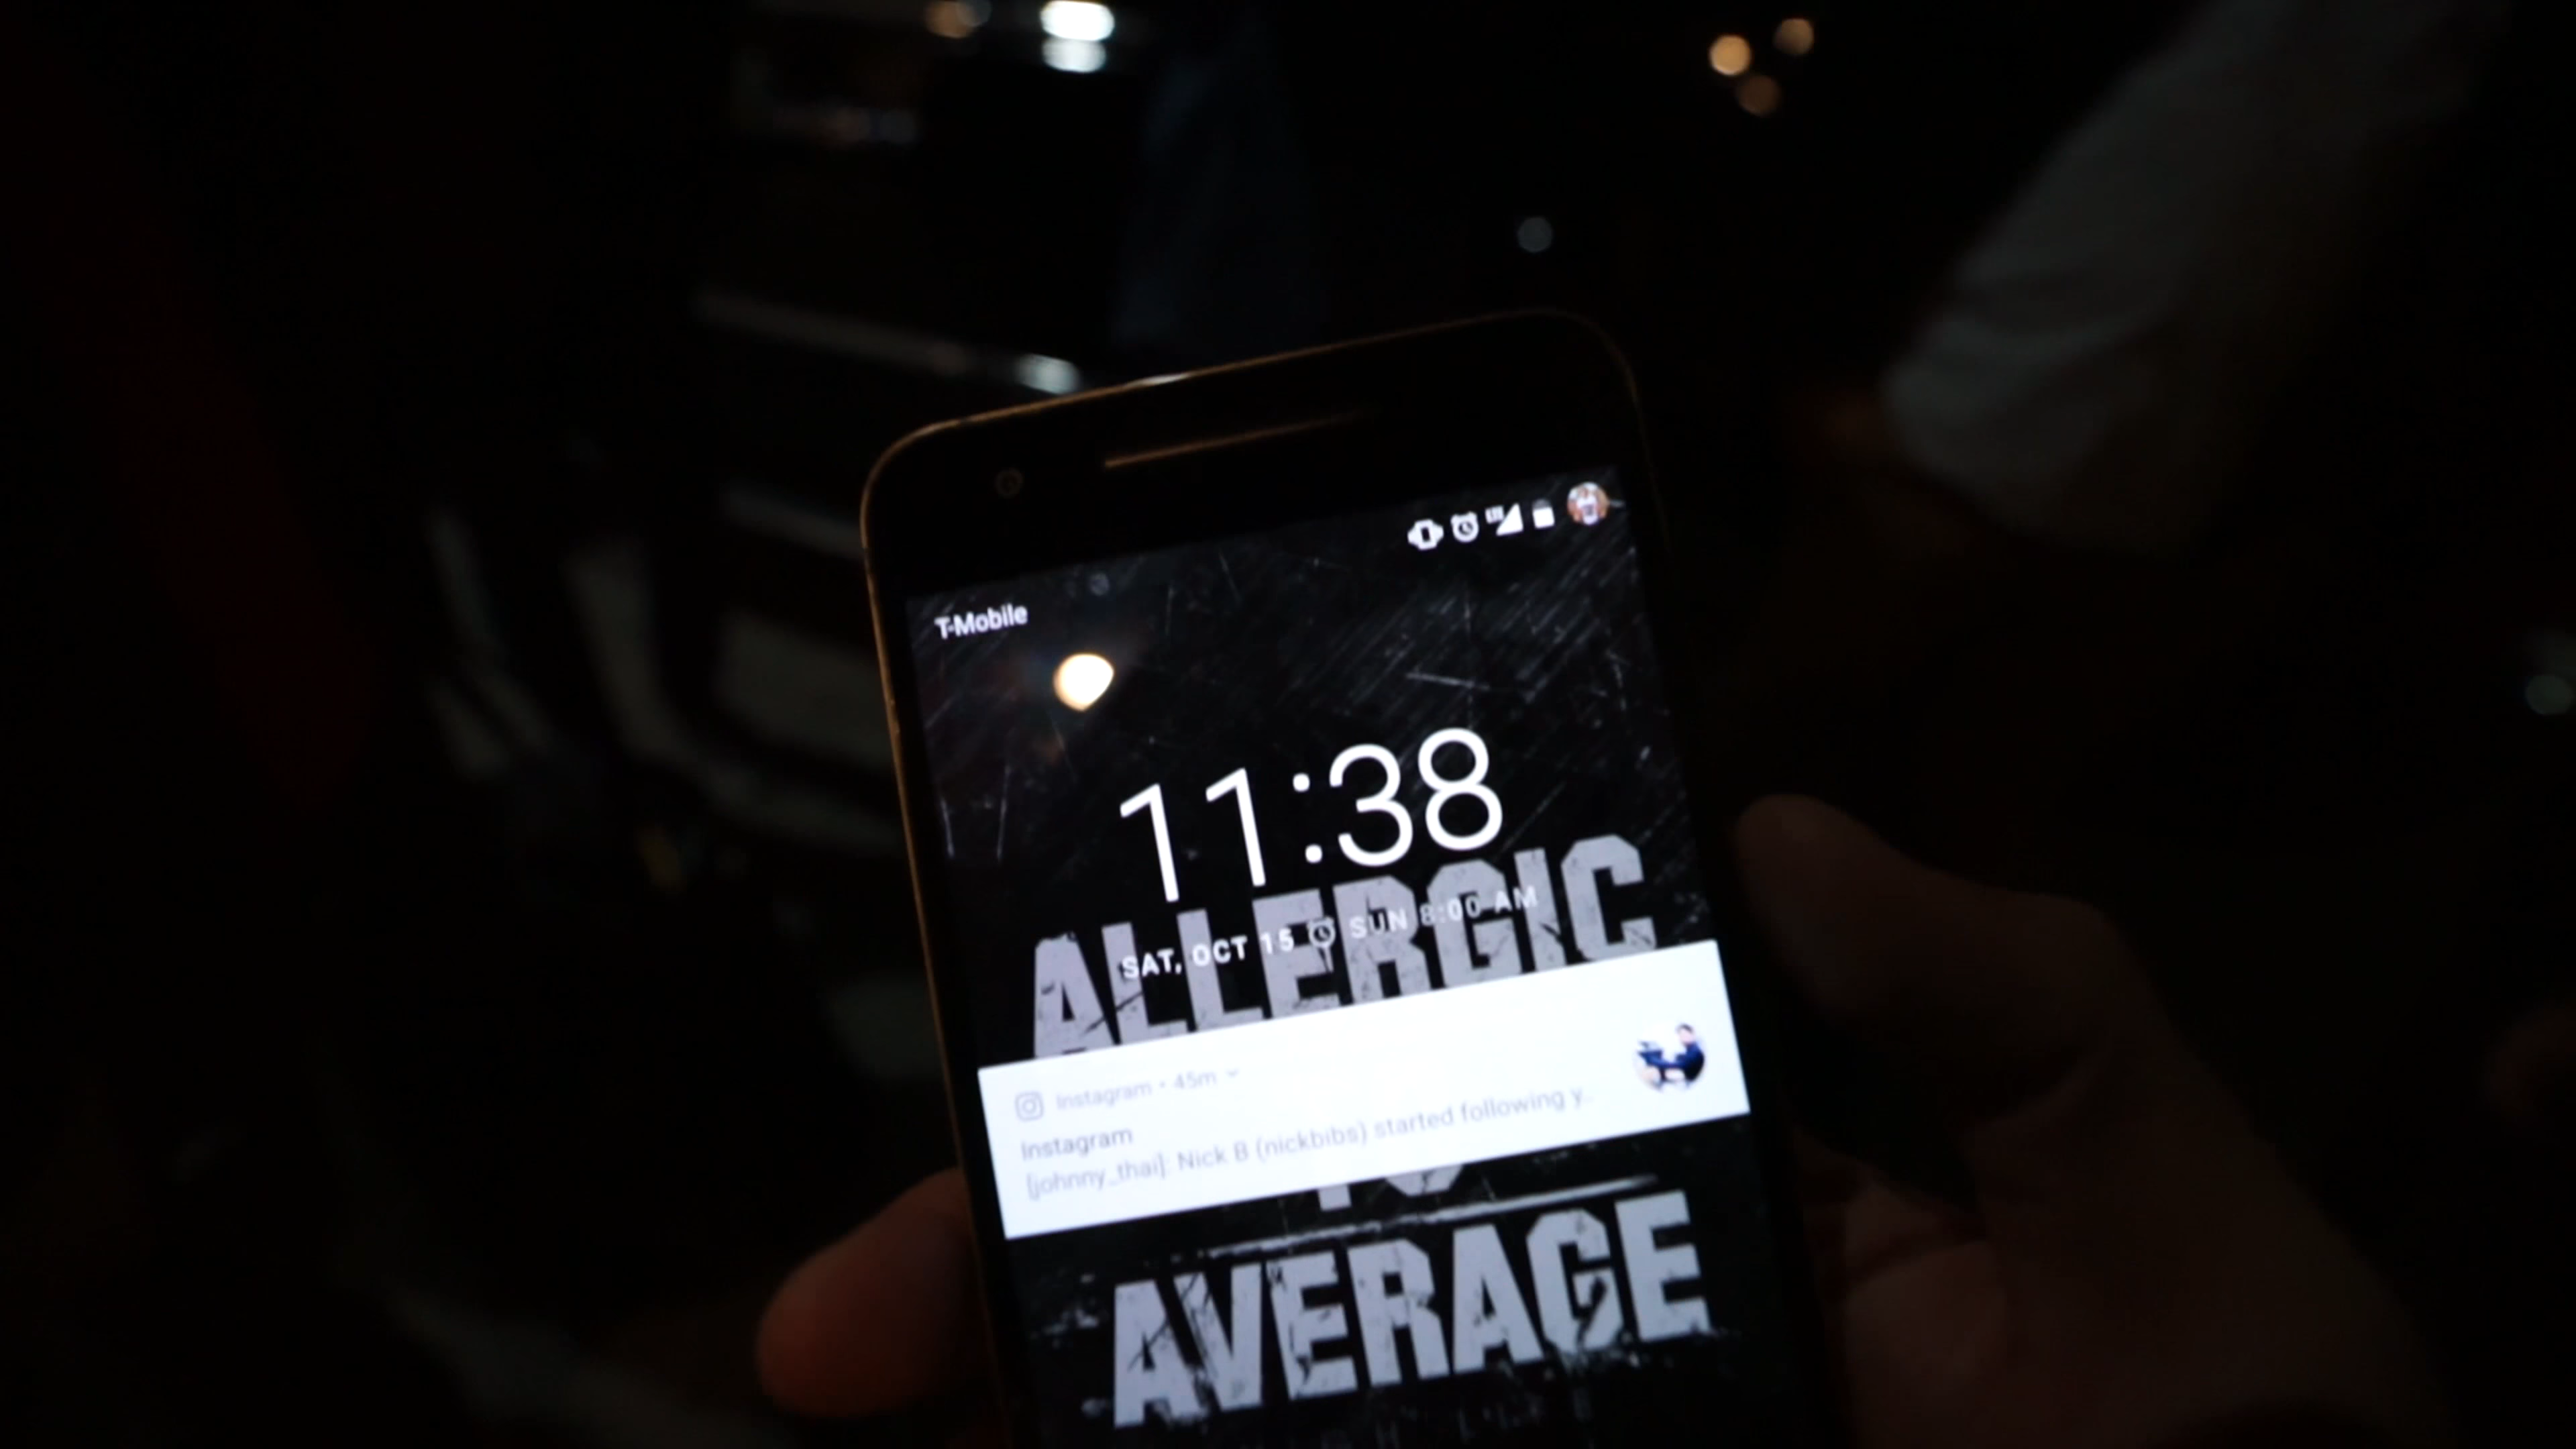 T-Mobile
11:38
ALLERGIC
SAT, OCT 15 SUN 8:00 AM
Instagram • 45m
Instagram
[johnny_thai]: Nick B (nickbibs) started following y..
TO
AVERAGE